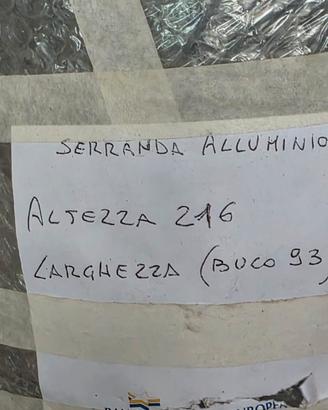 SERRANDA ALLUMINIO
ALTEZZA 216
LARGHEZZA (BUCO 93)